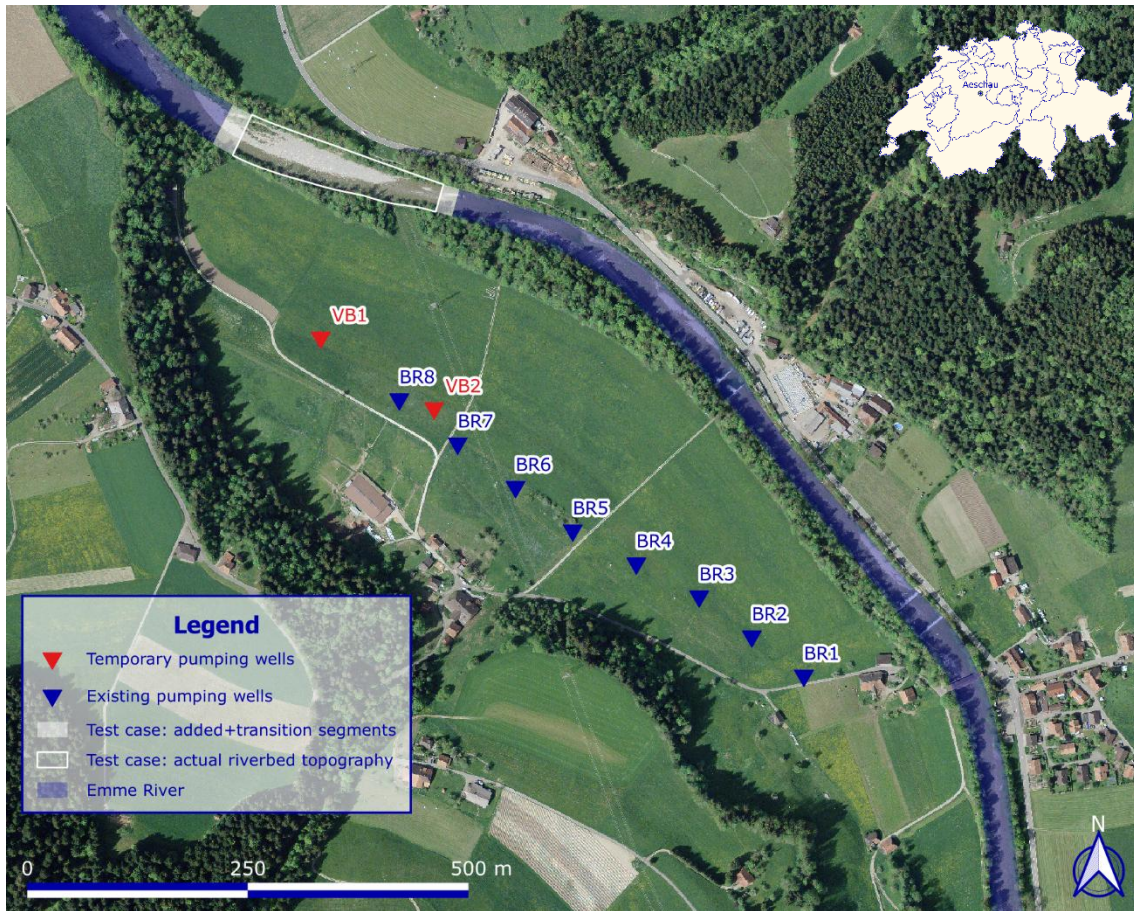 Aeschau
VB1
BR8
VB2
BR7
BR6
BR5
BR4
BR3
BR2
BR1
Legend
Temporary pumping wells
Existing pumping wells
Test case: added+transition segments
Test case: actual riverbed topography
Emme River
0 250 500 m
N